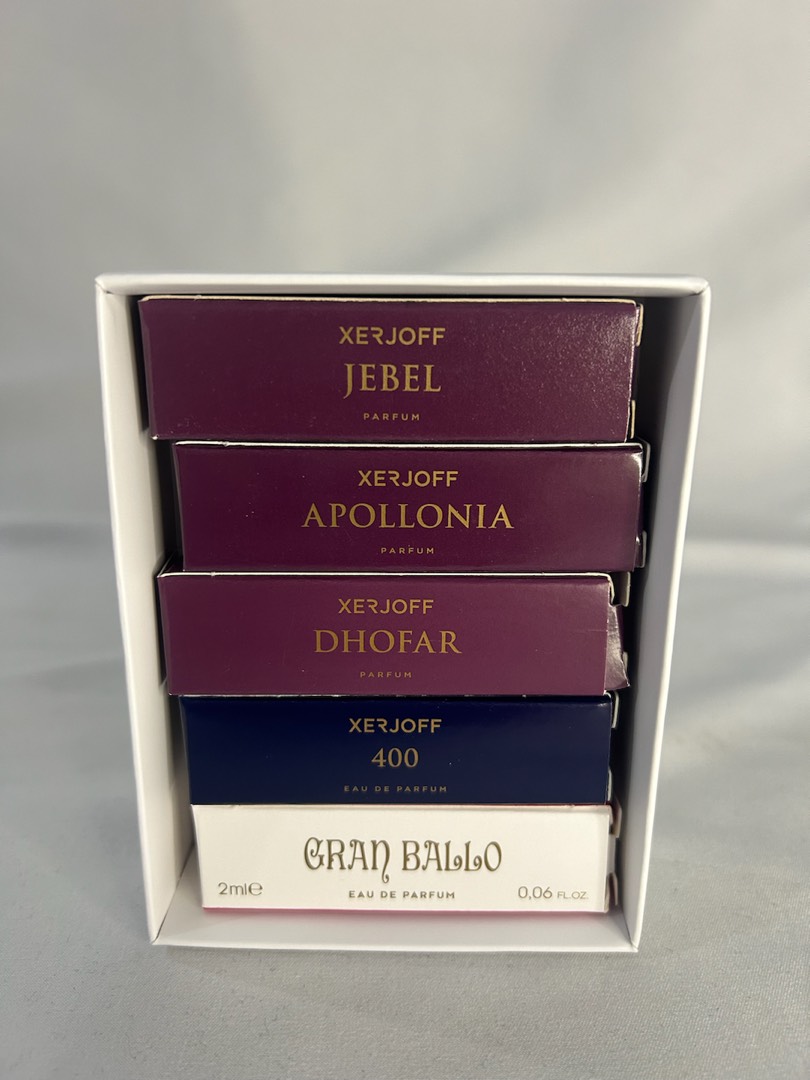 XERJOFF
JEBEL
PARFUM
XERJOFF
APOLLONIA
PARFUM
XERJOFF
DHOFAR
PARFUM
XERJOFF
400
EAU DE PARFUM
GRAN BALLO
2ml℮ EAU DE PARFUM 0,06 FL.OZ.